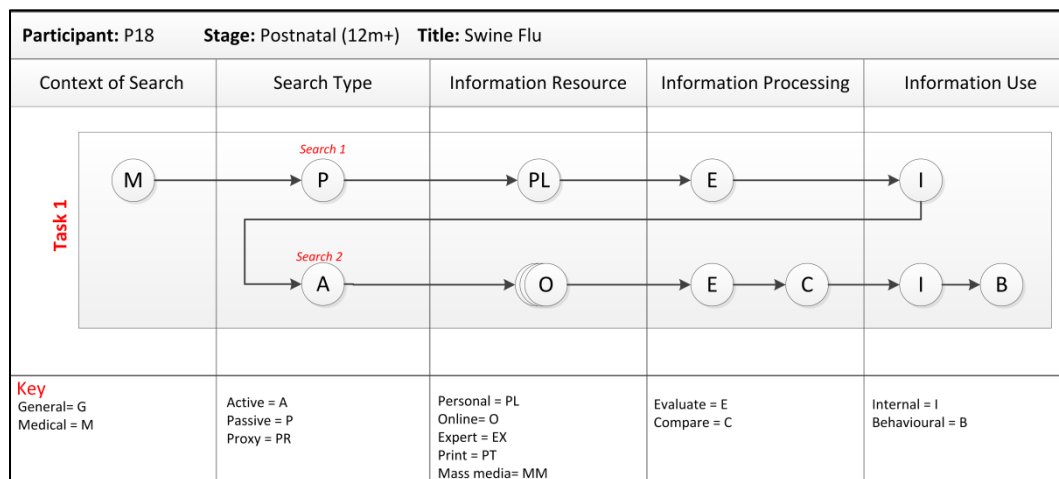 Participant: P18 Stage: Postnatal (12m+) Title: Swine Flu
Context of Search Search Type Information Resource Information Processing Information Use
Task 1
Search 1
M P PL E I
Search 2
A O E C I B
Key
General= G
Medical = M
Active = A
Passive = P
Proxy = PR
Personal = PL
Online= O
Expert = EX
Print = PT
Mass media= MM
Evaluate = E
Compare = C
Internal = I
Behavioural = B